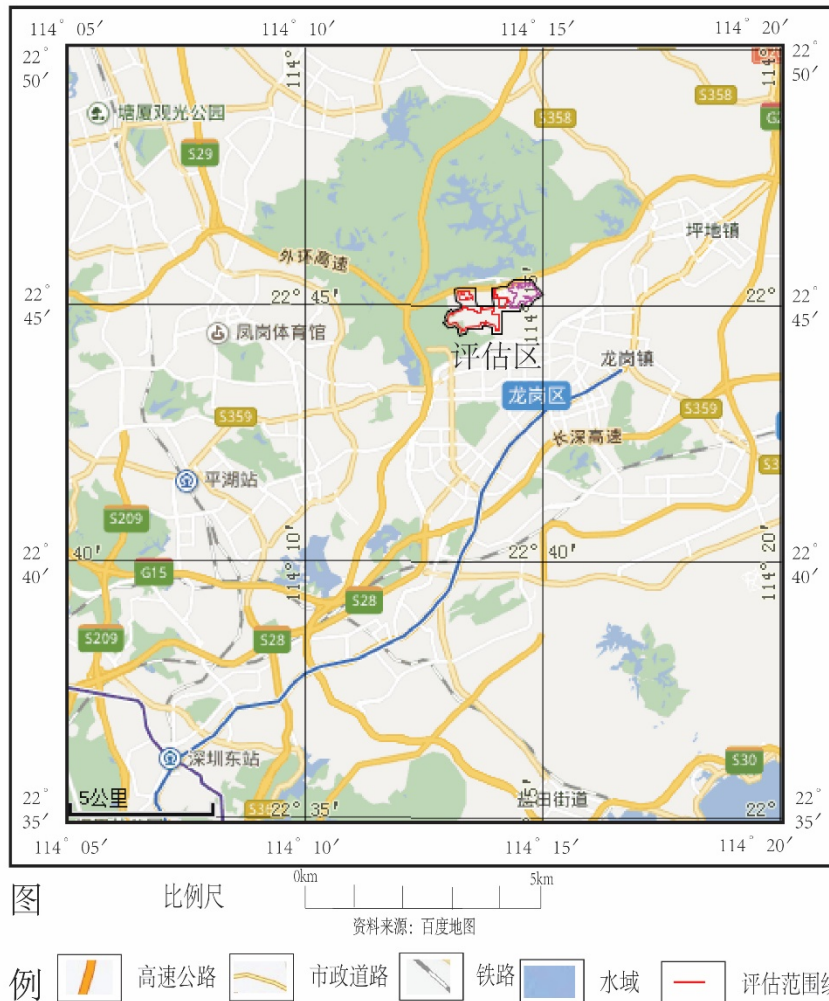 114° 05′ 114° 10′ 114° 15′ 114° 20′
22° 50′
22° 50′
114°
114°
塘厦观光公园
S358
S358
S29
坪地镇
外环高速
22° 45′
22° 45′
22° 45′
22°
凤岗体育馆
评估区
114°
龙岗镇
龙岗区
S359
S359
长深高速
平湖站
S209
22° 40′
40′
114° 10′
22° 40′
114° 20′
22° 40′
G15
S28
S209
S28
深圳东站
S30
5公里
盐田街道
22° 35′
22° 35′
22°
22° 35′
114° 05′ 114° 10′ 114° 15′ 114° 20′
图
比例尺
0km 5km
资料来源：百度地图
例 高速公路 市政道路 铁路 水域 评估范围线